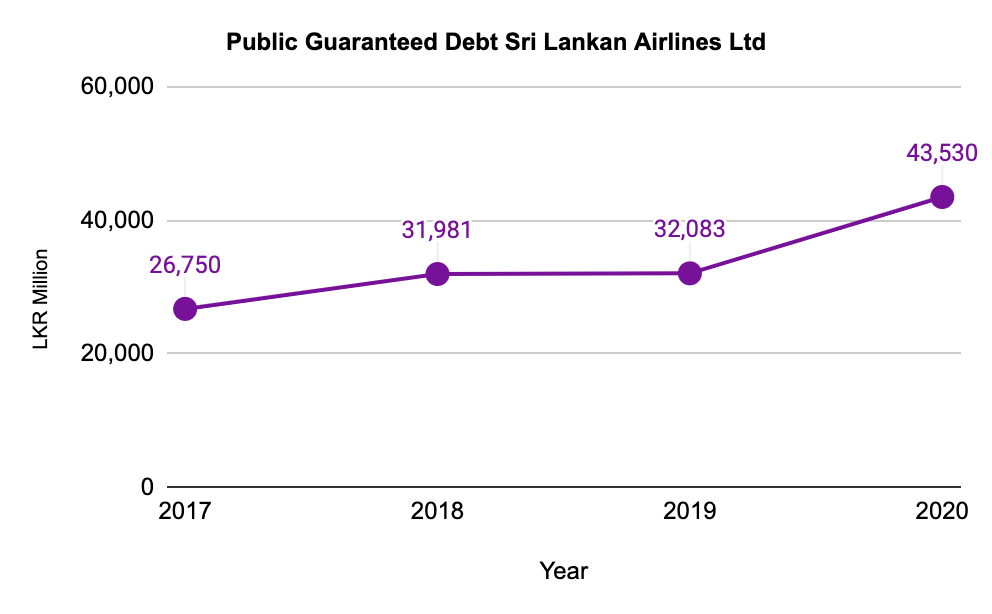 Public Guaranteed Debt Sri Lankan Airlines Ltd
60,000
43,530
40,000
31,981
32,083
26,750
LKR Million
20,000
0
2017 2018 2019 2020
Year